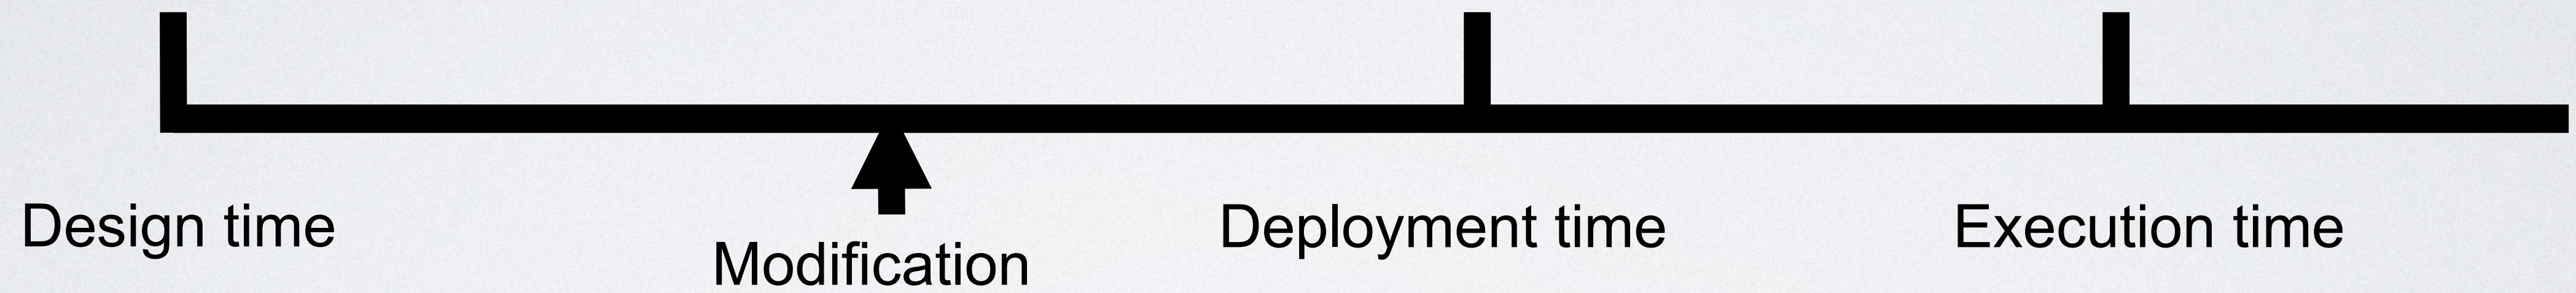 Design time
Modification
Deployment time
Execution time